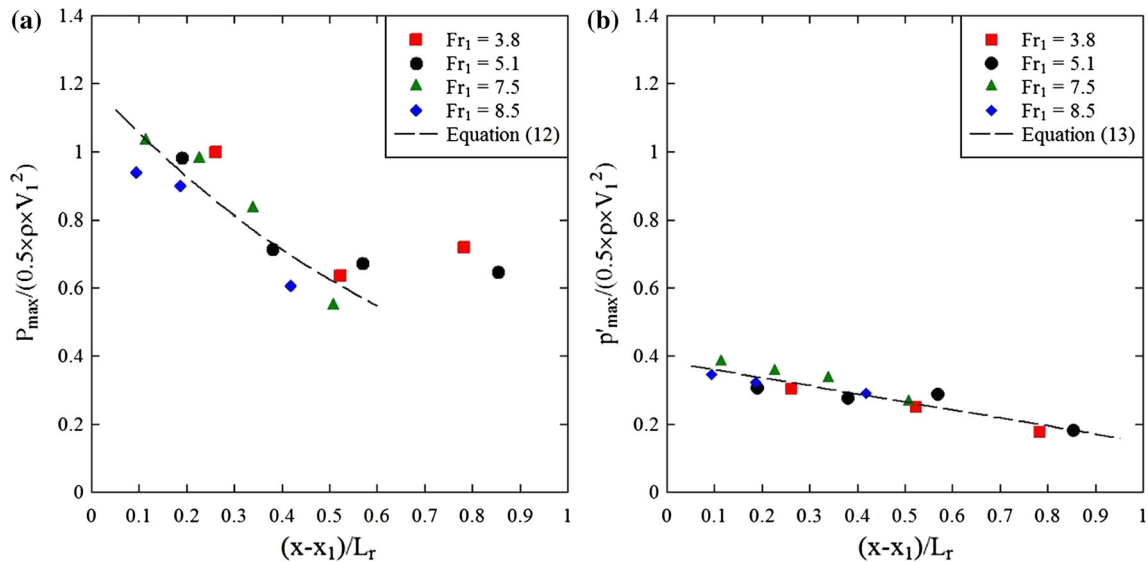 (a)
P_max/(0.5×ρ×V₁²)
1.4
1.2
1
0.8
0.6
0.4
0.2
0
Fr₁ = 3.8
Fr₁ = 5.1
Fr₁ = 7.5
Fr₁ = 8.5
Equation (12)
0 0.1 0.2 0.3 0.4 0.5 0.6 0.7 0.8 0.9 1
(x-x₁)/Lᵣ
(b)
p'_max/(0.5×ρ×V₁²)
1.4
1.2
1
0.8
0.6
0.4
0.2
0
Fr₁ = 3.8
Fr₁ = 5.1
Fr₁ = 7.5
Fr₁ = 8.5
Equation (13)
0 0.1 0.2 0.3 0.4 0.5 0.6 0.7 0.8 0.9 1
(x-x₁)/Lᵣ